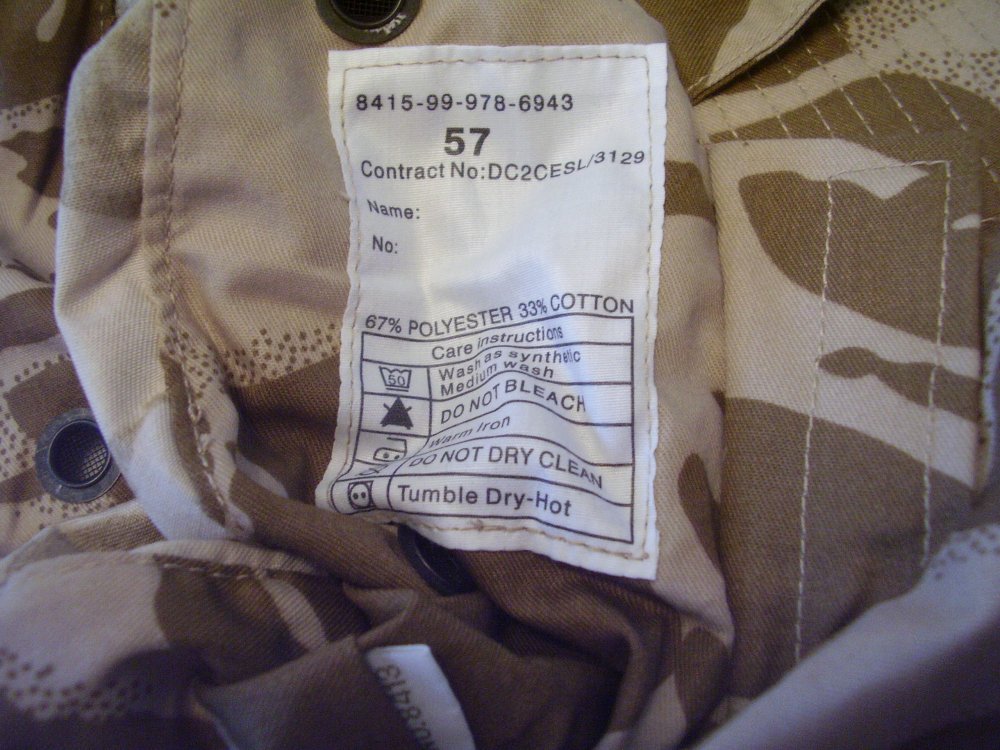 8415-99-978-6943
57
Contract No:DC2CESL/3129
Name:
No:
67% POLYESTER 33% COTTON
Care instructions
50
Wash as synthetic
Medium wash
DO NOT BLEACH
Warm Iron
DO NOT DRY CLEAN
Tumble Dry-Hot